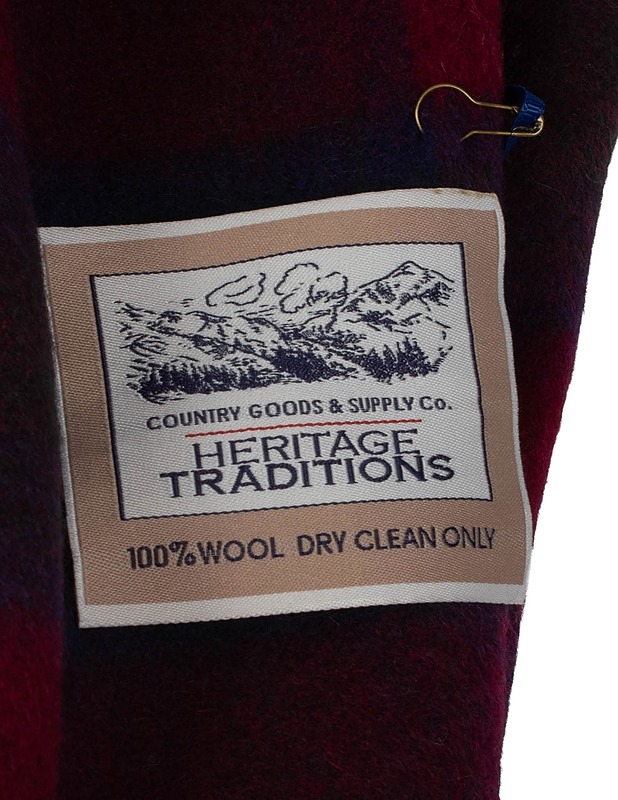 COUNTRY GOODS & SUPPLY Co.
HERITAGE
TRADITIONS
100% WOOL DRY CLEAN ONLY